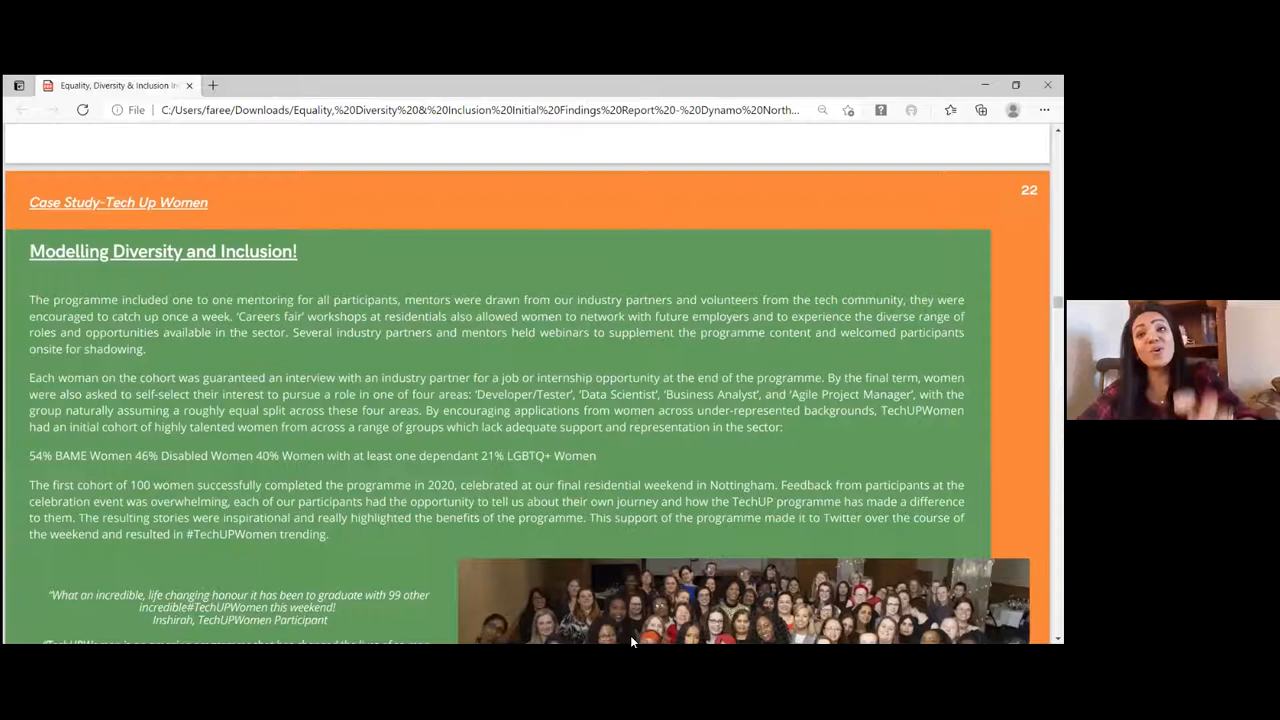 Equality, Diversity & Inclusion In
File
C:/Users/faree/Downloads/Equality,%20Diversity%20&%20Inclusion%20Initial%20Findings%20Report%20-%20Dynamo%20North...
22
Case Study-Tech Up Women
Modelling Diversity and Inclusion!
The programme included one to one mentoring for all participants, mentors were drawn from our industry partners and volunteers from the tech community, they were
encouraged to catch up once a week. 'Careers fair' workshops at residentials also allowed women to network with future employers and to experience the diverse range of
roles and opportunities available in the sector. Several industry partners and mentors held webinars to supplement the programme content and welcomed participants
onsite for shadowing.
Each woman on the cohort was guaranteed an interview with an industry partner for a job or internship opportunity at the end of the programme. By the final term, women
were also asked to self-select their interest to pursue a role in one of four areas: 'Developer/Tester', 'Data Scientist', 'Business Analyst', and 'Agile Project Manager', with the
group naturally assuming a roughly equal split across these four areas. By encouraging applications from women across under-represented backgrounds, TechUPWomen
had an initial cohort of highly talented women from across a range of groups which lack adequate support and representation in the sector:
54% BAME Women 46% Disabled Women 40% Women with at least one dependant 21% LGBTQ+ Women
The first cohort of 100 women successfully completed the programme in 2020, celebrated at our final residential weekend in Nottingham. Feedback from participants at the
celebration event was overwhelming, each of our participants had the opportunity to tell us about their own journey and how the TechUP programme has made a difference
to them. The resulting stories were inspirational and really highlighted the benefits of the programme. This support of the programme made it to Twitter over the course of
the weekend and resulted in #TechUPWomen trending.
"What an incredible, life changing honour it has been to graduate with 99 other
incredible#TechUPWomen this weekend!
Inshirah, TechUPWomen Participant